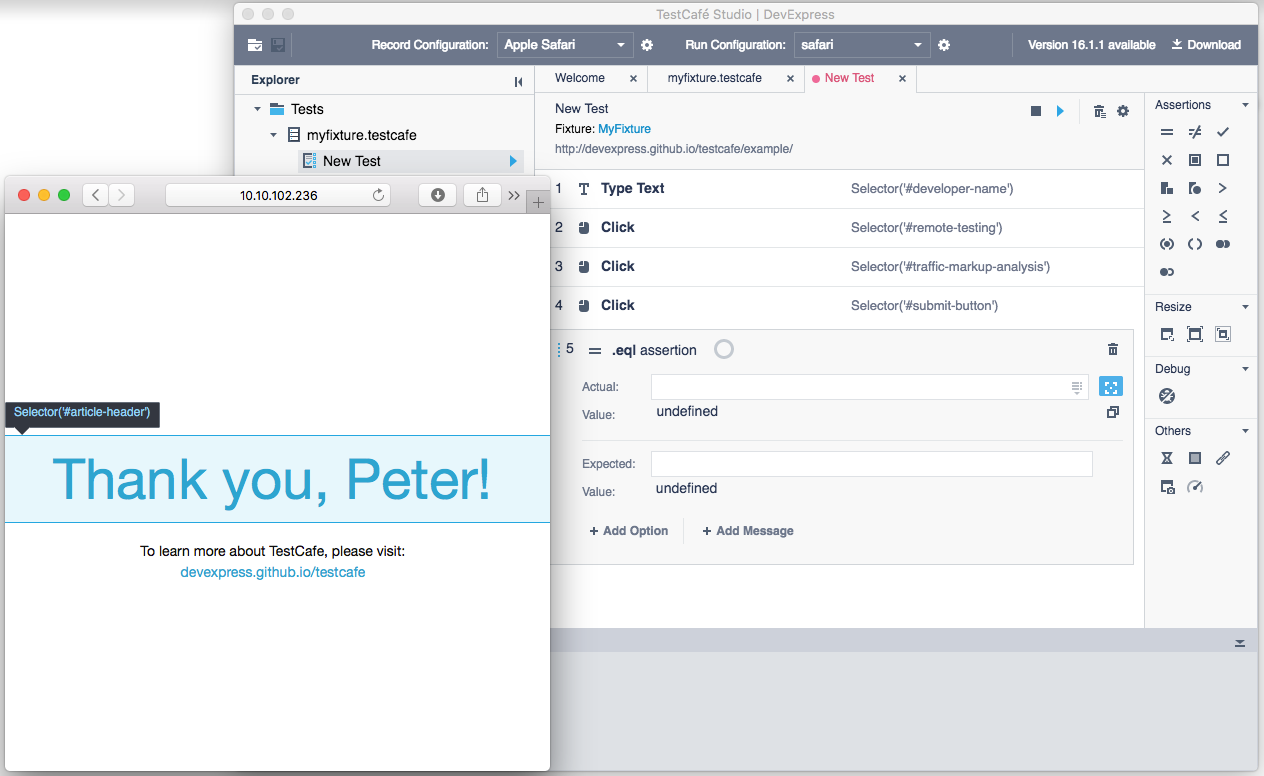 TestCafé Studio | DevExpress
Record Configuration: Apple Safari Run Configuration: safari Version 16.1.1 available Download
Explorer
Tests
myfixture.testcafe
New Test
Welcome × myfixture.testcafe × New Test ×
New Test
Fixture: MyFixture
http://devexpress.github.io/testcafe/example/
1 Type Text Selector('#developer-name')
2 Click Selector('#remote-testing')
3 Click Selector('#traffic-markup-analysis')
4 Click Selector('#submit-button')
5 .eql assertion
Actual:
Value: undefined
Expected:
Value: undefined
+ Add Option + Add Message
Assertions
Resize
Debug
Others
10.10.102.236
Selector('#article-header')
Thank you, Peter!
To learn more about TestCafe, please visit:
devexpress.github.io/testcafe